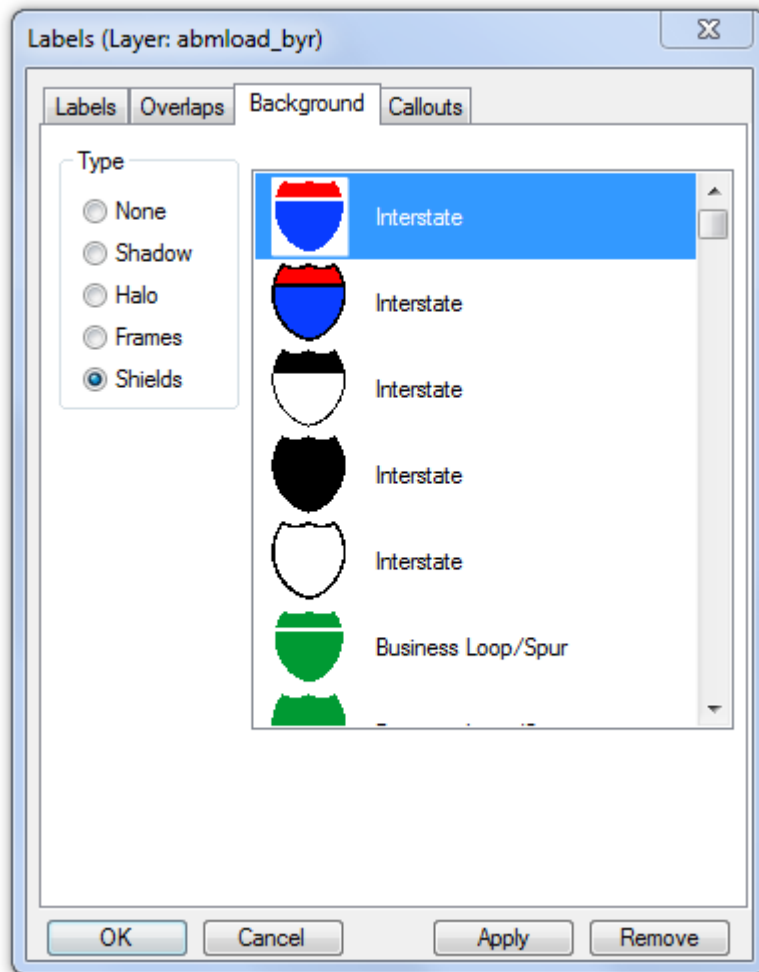 Labels (Layer: abmload_byr)
Labels Overlaps Background Callouts
Type
None
Shadow
Halo
Frames
Shields
Interstate
Interstate
Interstate
Interstate
Interstate
Business Loop/Spur
OK Cancel Apply Remove